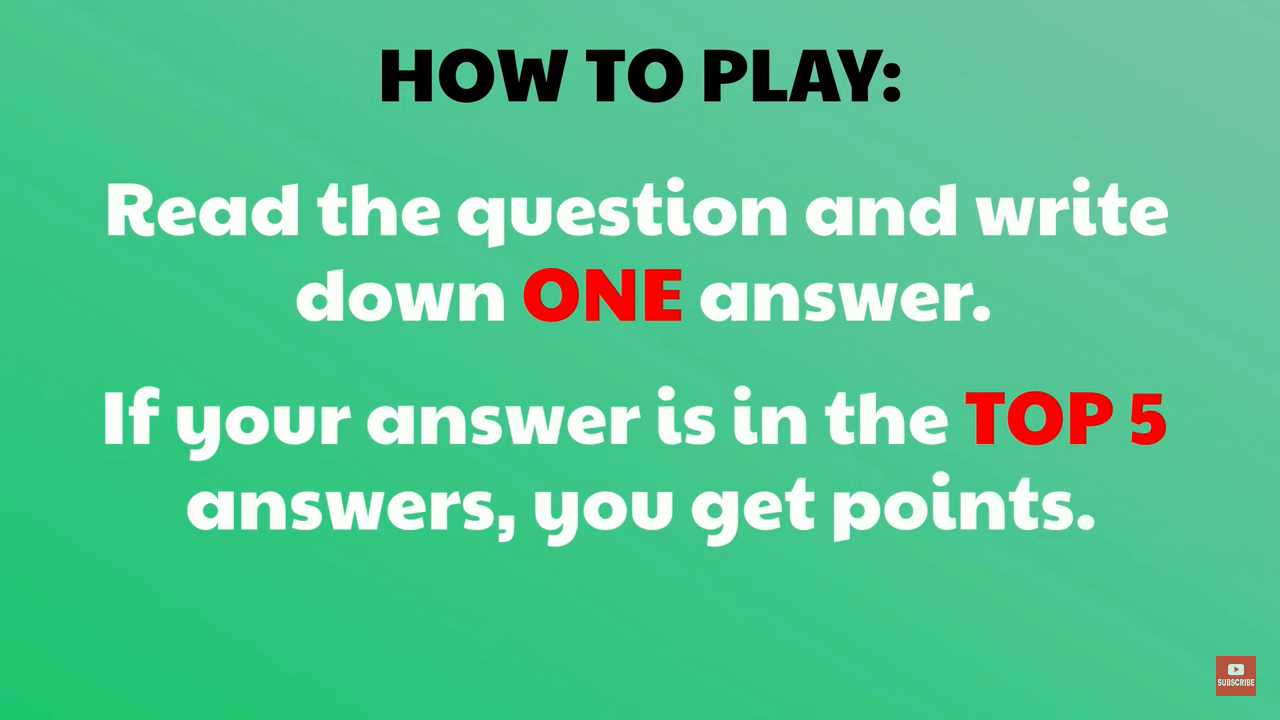 HOW TO PLAY:
Read the question and write
down ONE answer.
If your answer is in the TOP 5
answers, you get points.
SUBSCRIBE